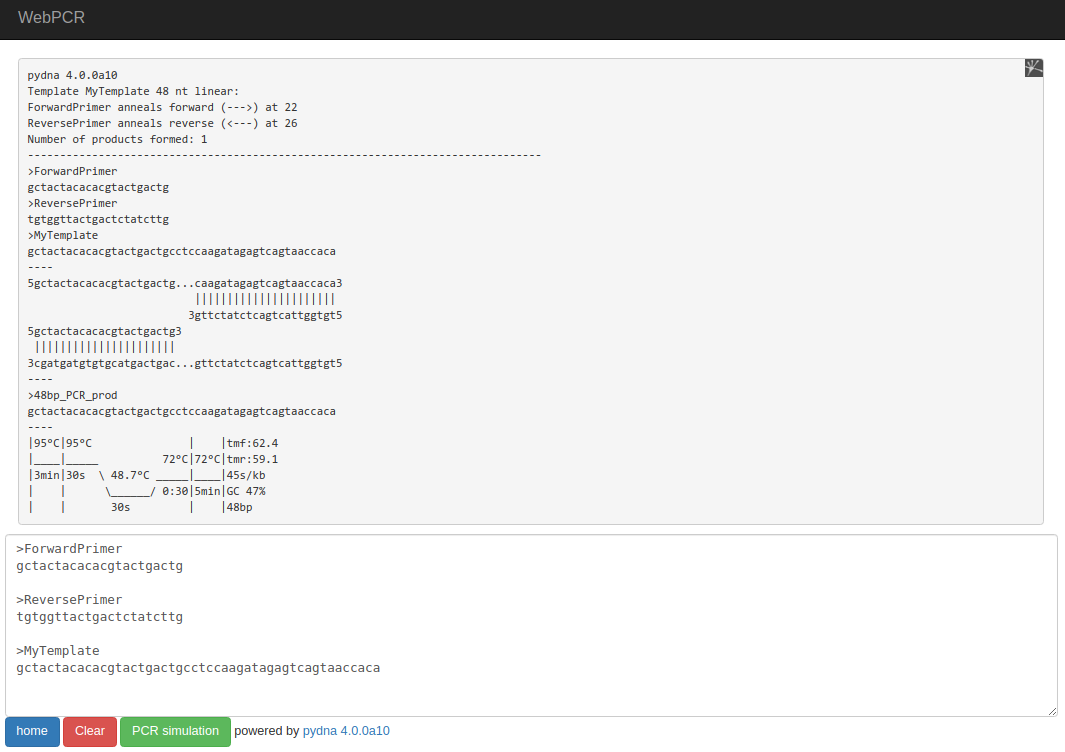 WebPCR
pydna 4.0.0a10
Template MyTemplate 48 nt linear:
ForwardPrimer anneals forward (--->) at 22
ReversePrimer anneals reverse (<---) at 26
Number of products formed: 1
--------------------------------------------------------------------------------
>ForwardPrimer
gctactacacacgtactgactg
>ReversePrimer
tgtggttactgactctatcttg
>MyTemplate
gctactacacacgtactgactgcctccaagatagagtcagtaaccaca
----
5gctactacacacgtactgactg...caagatagagtcagtaaccaca3
                          ||||||||||||||||||||||
                         3gttctatctcagtcattggtgt5
5gctactacacacgtactgactg3
 ||||||||||||||||||||||
3cgatgatgtgtgcatgactgac...gttctatctcagtcattggtgt5
----
>48bp_PCR_prod
gctactacacacgtactgactgcctccaagatagagtcagtaaccaca
----
|95°C|95°C               |    |tmf:62.4
|____|_____          72°C|72°C|tmr:59.1
|3min|30s  \ 48.7°C _____|____|45s/kb
|    |      \______/ 0:30|5min|GC 47%
|    |       30s         |    |48bp
>ForwardPrimer
gctactacacacgtactgactg
>ReversePrimer
tgtggttactgactctatcttg
>MyTemplate
gctactacacacgtactgactgcctccaagatagagtcagtaaccaca
home Clear PCR simulation powered by pydna 4.0.0a10